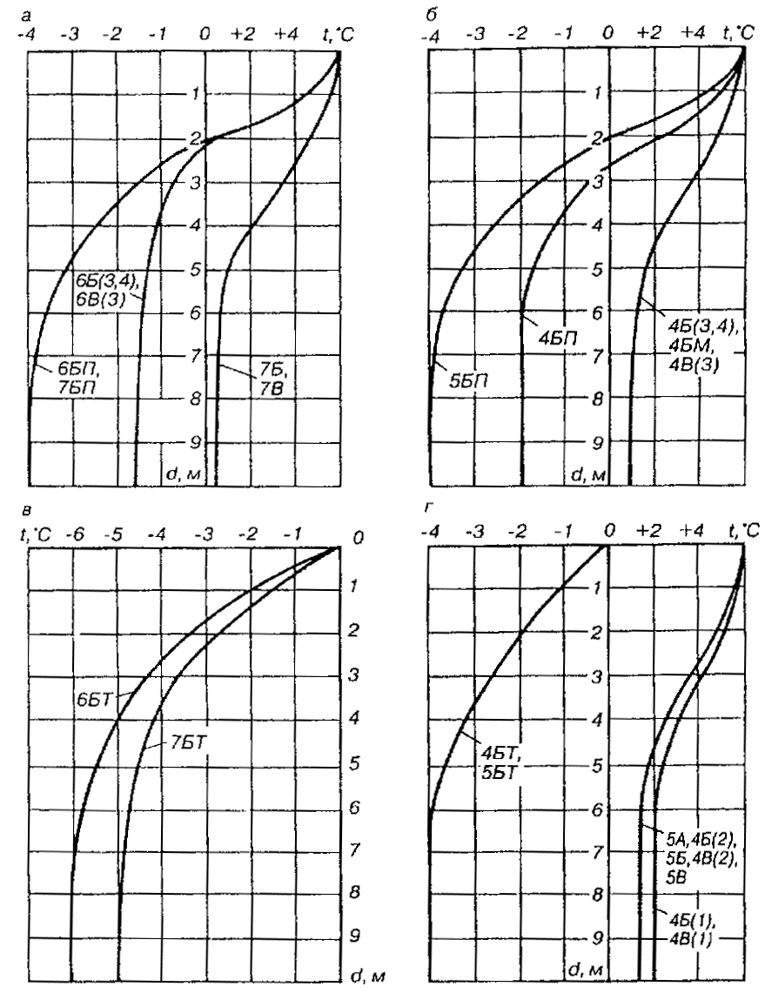 а
-4 -3 -2 -1 0 +2 +4 t,°C
1
2
3
4
5
6
7
8
9
d, м
6Б(3,4),
6В(3)
6БП,
7БП
7Б,
7В
б
-4 -3 -2 -1 0 +2 +4 t,°C
1
2
3
4
5
6
7
8
9
d, м
4БП
5БП
4Б(3,4),
4БМ,
4В(3)
в
t,°C -6 -5 -4 -3 -2 -1 0
1
2
3
4
5
6
7
8
9
d, м
6БТ
7БТ
г
-4 -3 -2 -1 0 +2 +4 t,°C
1
2
3
4
5
6
7
8
9
d, м
4БТ,
5БТ
5А,4Б(2),
5Б,4В(2),
5В
4Б(1),
4В(1)